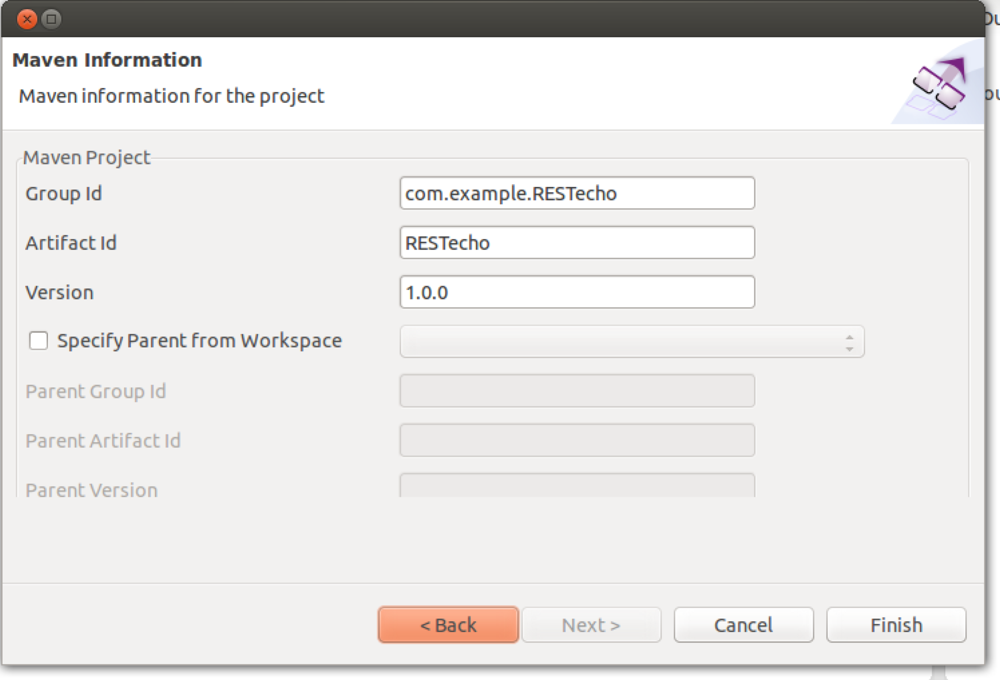 Maven Information
Maven information for the project
Maven Project
Group Id com.example.RESTecho
Artifact Id RESTecho
Version 1.0.0
Specify Parent from Workspace
Parent Group Id
Parent Artifact Id
Parent Version
< Back Next > Cancel Finish